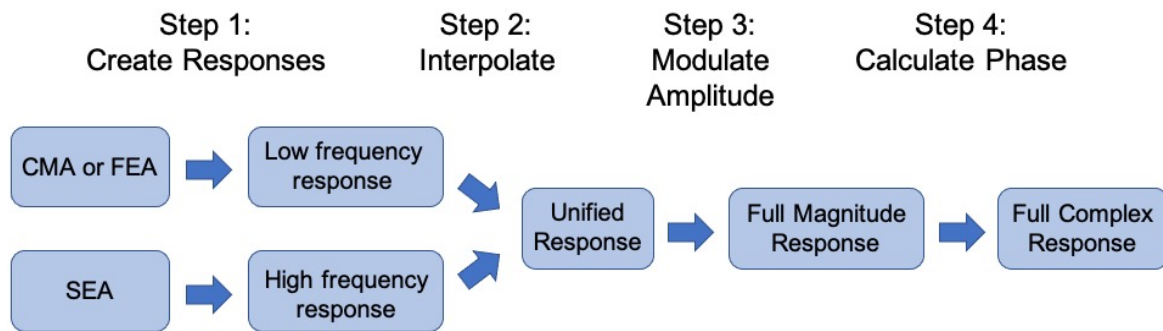 Step 1:
Create Responses
Step 2:
Interpolate
Step 3:
Modulate
Amplitude
Step 4:
Calculate Phase
CMA or FEA
Low frequency
response
SEA
High frequency
response
Unified
Response
Full Magnitude
Response
Full Complex
Response